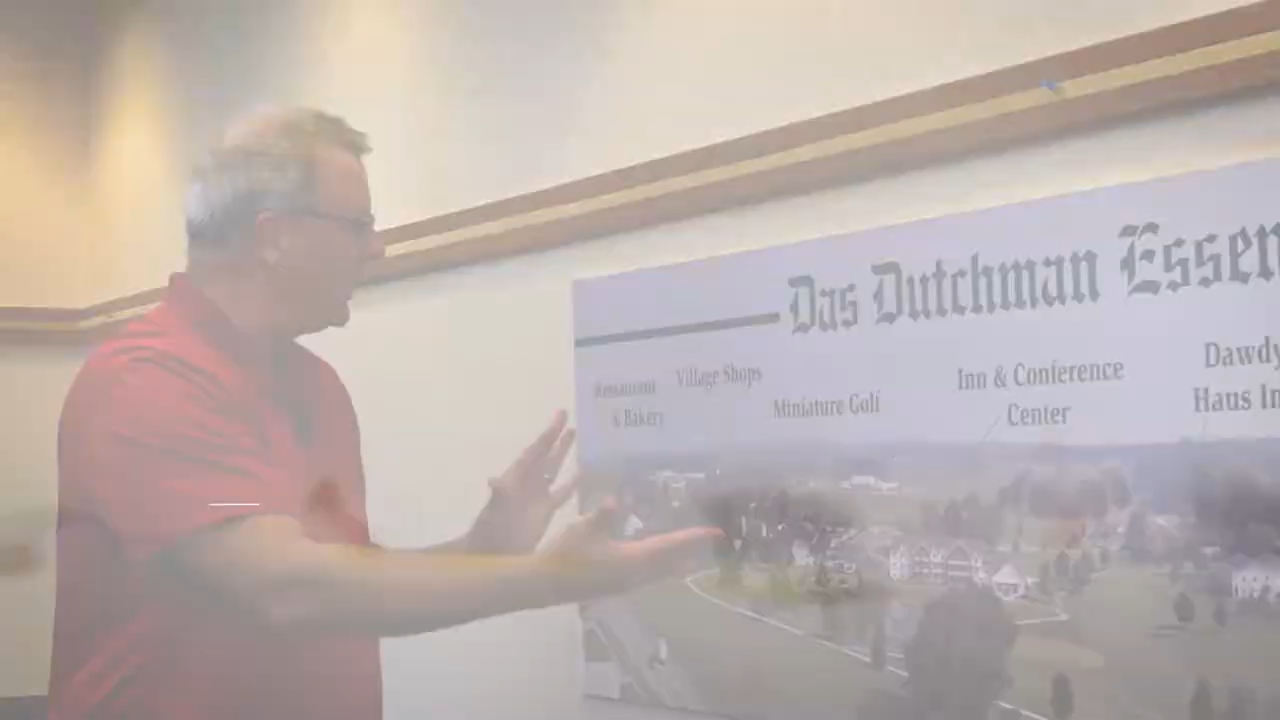 Das Dutchman Essen
Restaurant
& Bakery
Village Shops
Miniature Golf
Inn & Conference
Center
Dawdy
Haus In